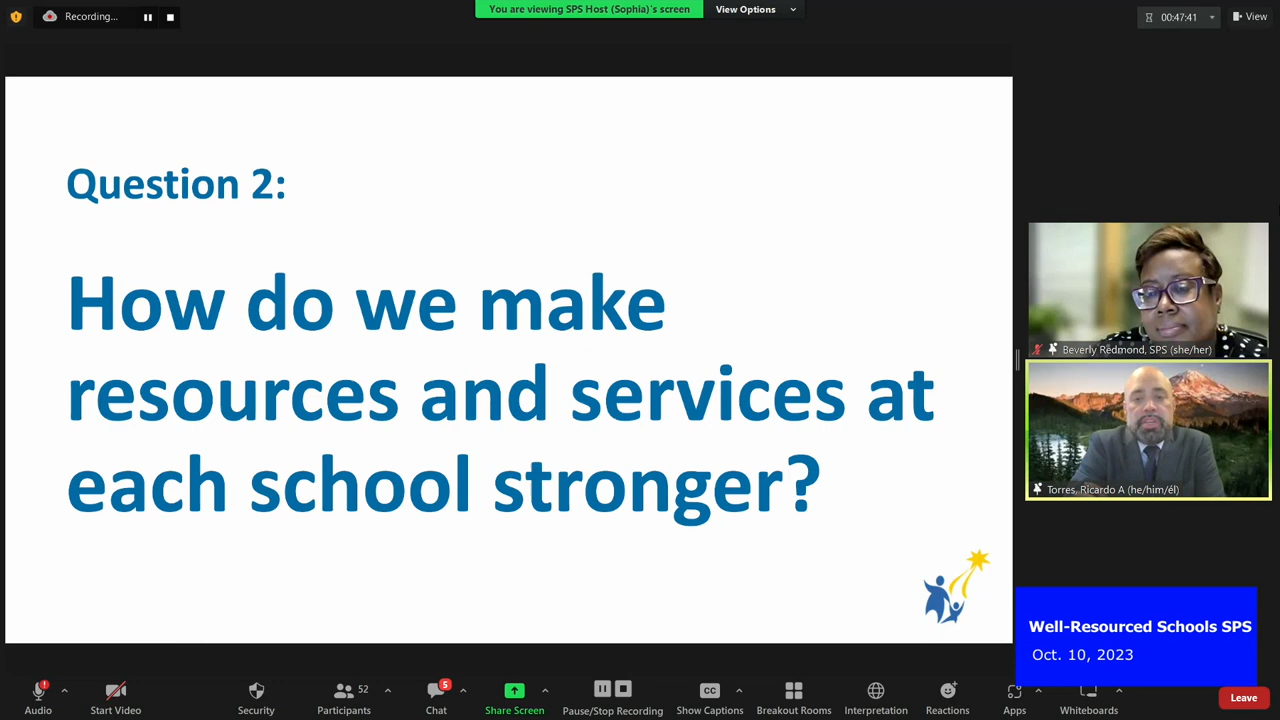 Recording...
You are viewing SPS Host (Sophia)'s screen
View Options
00:47:41
View
Question 2:
How do we make
resources and services at
each school stronger?
Beverly Redmond, SPS (she/her)
Torres, Ricardo A (he/him/él)
Well-Resourced Schools SPS
Oct. 10, 2023
Audio
Start Video
Security
52
Participants
5
Chat
Share Screen
Pause/Stop Recording
CC
Show Captions
Breakout Rooms
Interpretation
Reactions
Apps
Whiteboards
Leave